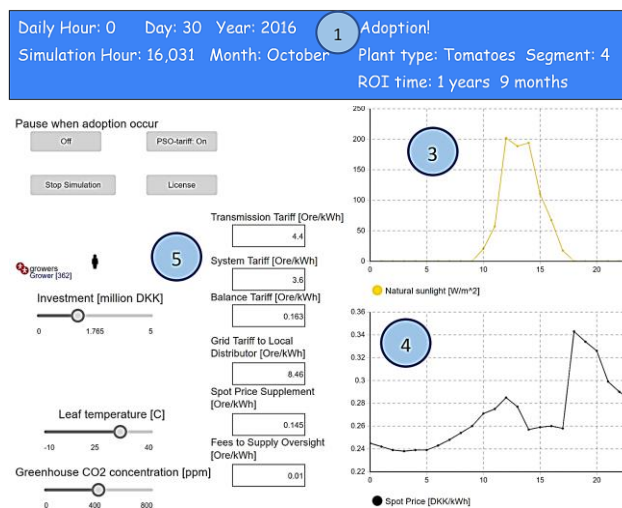 Daily Hour: 0 Day: 30 Year: 2016 1 Adoption!
Simulation Hour: 16,031 Month: October Plant type: Tomatoes Segment: 4
ROI time: 1 years 9 months
Pause when adoption occur
Off PSO-tariff: On
Stop Simulation License
growers
Grower [362]
5
Investment [million DKK]
0 1.765 5
Leaf temperature [C]
-10 25 40
Greenhouse CO2 concentration [ppm]
0 400 800
Transmission Tariff [Ore/kWh]
4.4
System Tariff [Ore/kWh]
3.6
Balance Tariff [Ore/kWh]
0.163
Grid Tariff to Local
Distributor [Ore/kWh]
8.46
Spot Price Supplement
[Ore/kWh]
0.145
Fees to Supply Oversight
[Ore/kWh]
0.01
250
200
150
100
50
0
3
0 5 10 15 20
Natural sunlight [W/m^2]
0.36
0.34
0.32
0.3
0.28
0.26
0.24
0.22
4
0 5 10 15 20
Spot Price [DKK/kWh]